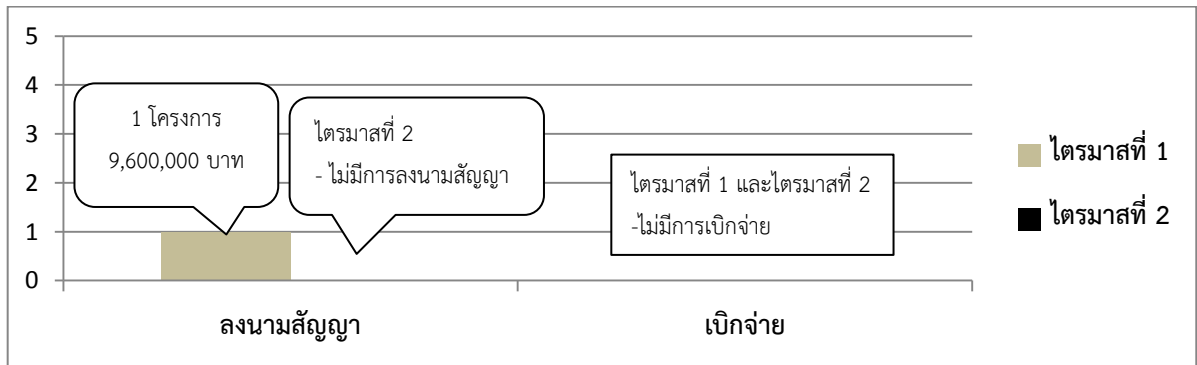 5
4
3
2
1
0
1 โครงการ
9,600,000 บาท
ไตรมาสที่ 2
- ไม่มีการลงนามสัญญา
ไตรมาสที่ 1 และไตรมาสที่ 2
-ไม่มีการเบิกจ่าย
ลงนามสัญญา
เบิกจ่าย
ไตรมาสที่ 1
ไตรมาสที่ 2